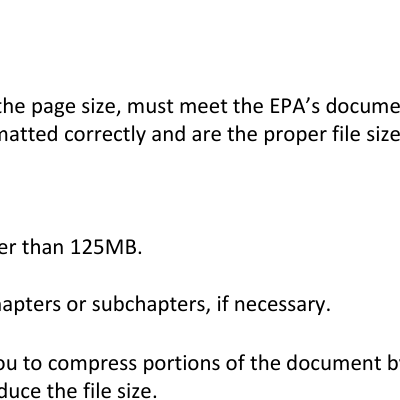 the page size, must meet the EPA’s docume
matted correctly and are the proper file size
er than 125MB.
apters or subchapters, if necessary.
ou to compress portions of the document b
duce the file size.